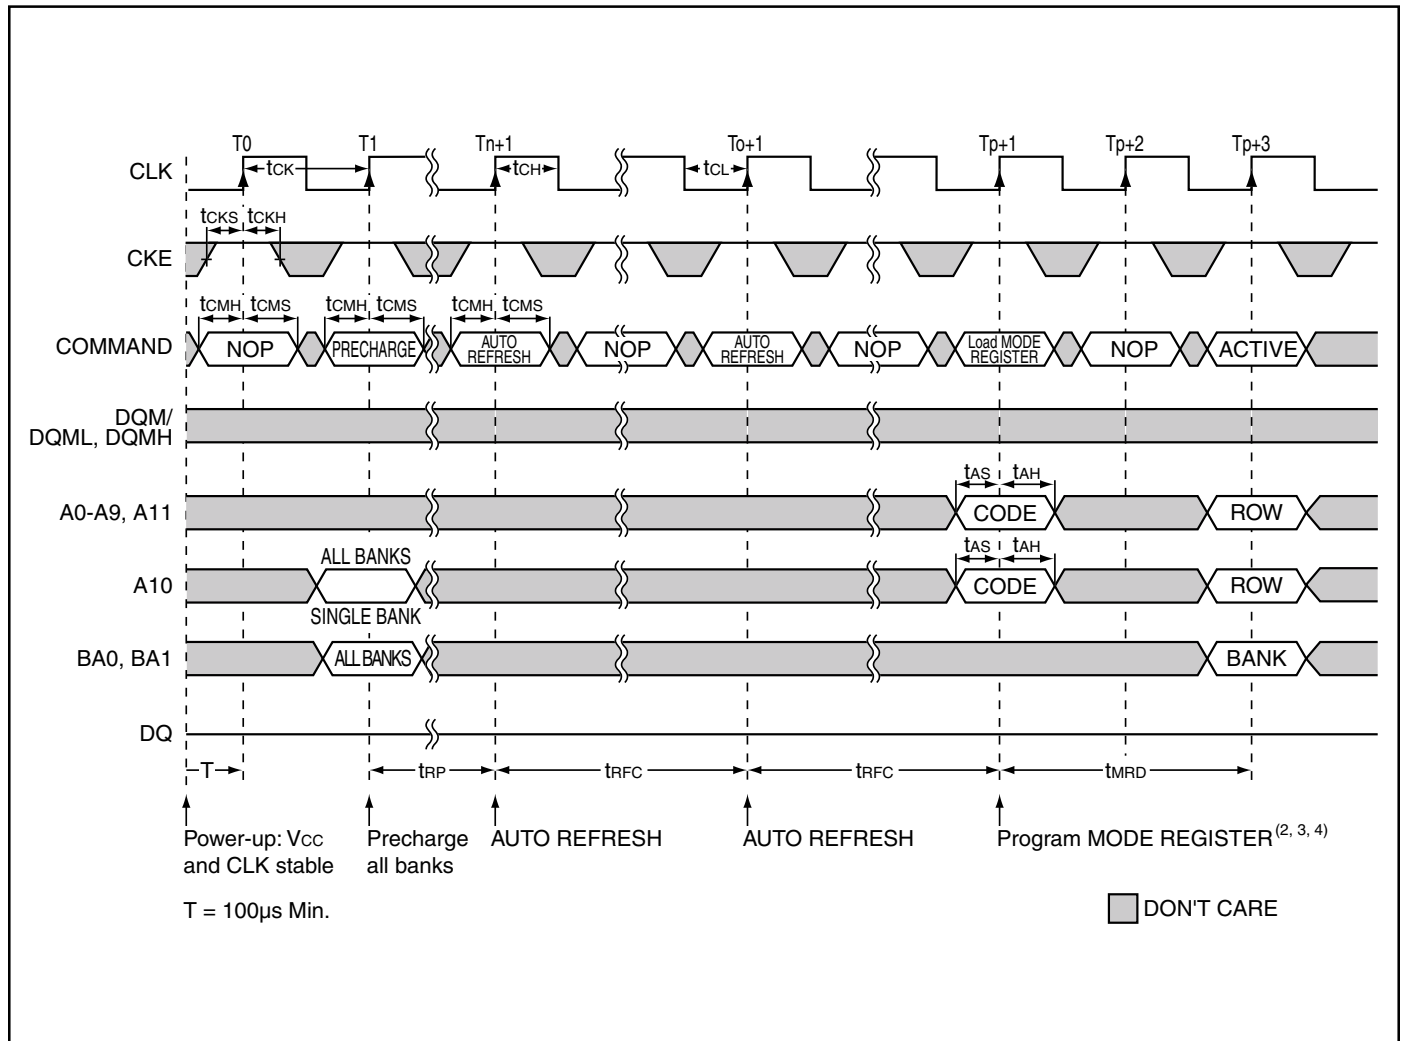 T0 T1 Tn+1 To+1 Tp+1 Tp+2 Tp+3
CLK tCK tCH tCL
tCKS tCKH
CKE
tCMH tCMS tCMH tCMS tCMH tCMS
COMMAND NOP PRECHARGE AUTO REFRESH NOP AUTO REFRESH NOP Load MODE REGISTER NOP ACTIVE
DQM/
DQML, DQMH
tAS tAH
A0-A9, A11 CODE ROW
ALL BANKS tAS tAH
A10 CODE ROW
SINGLE BANK
BA0, BA1 ALL BANKS BANK
DQ
T tRP tRFC tRFC tMRD
Power-up: VCC
and CLK stable
Precharge
all banks
AUTO REFRESH
AUTO REFRESH
Program MODE REGISTER(2, 3, 4)
T = 100µs Min.
DON'T CARE